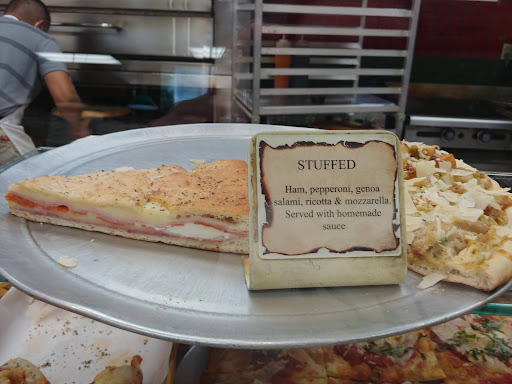 STUFFED
Ham, pepperoni, genoa
salami, ricotta & mozzarella.
Served with homemade
sauce